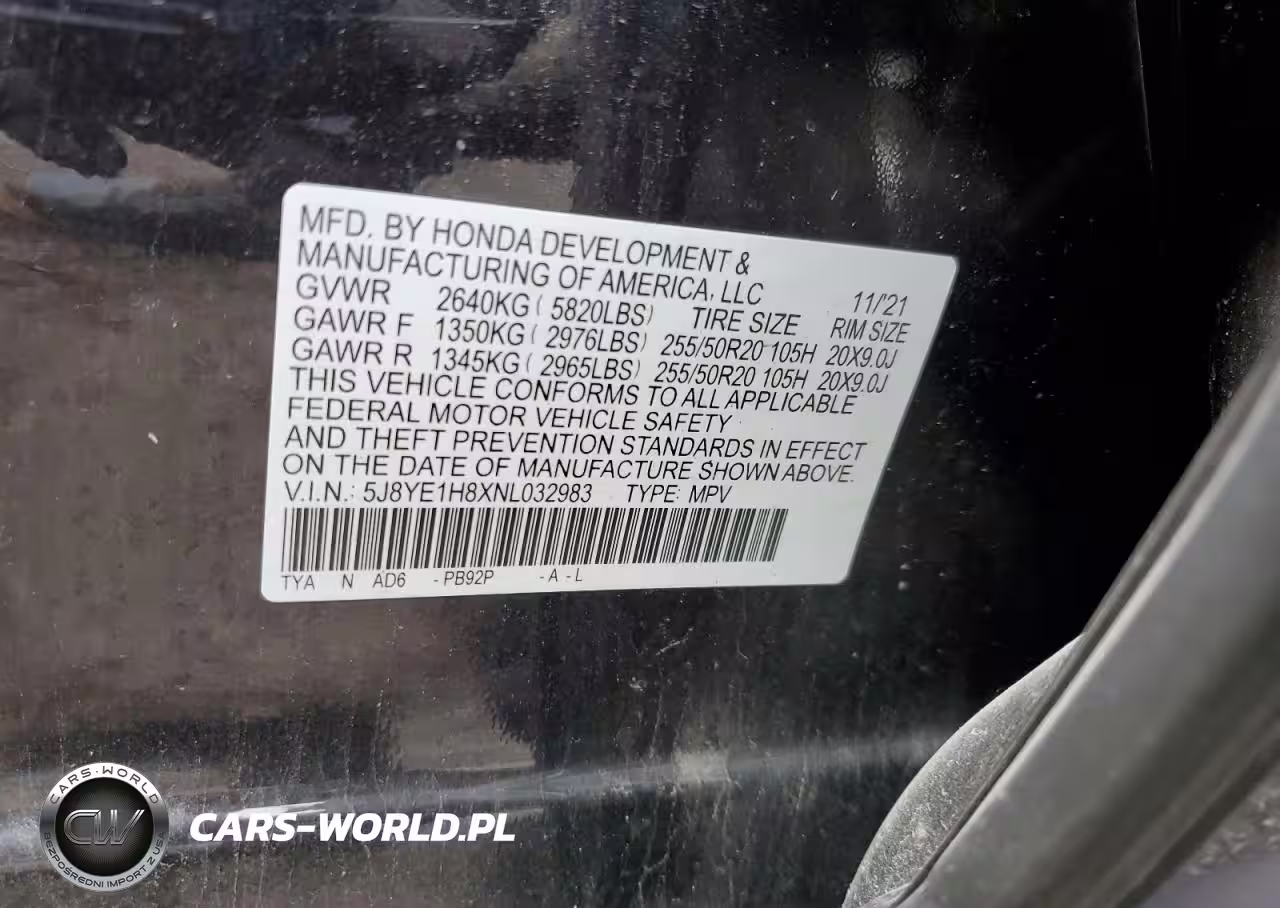 MFD. BY HONDA DEVELOPMENT &
MANUFACTURING OF AMERICA, LLC 11/'21
GVWR 2640KG ( 5820LBS) TIRE SIZE RIM SIZE
GAWR F 1350KG ( 2976LBS) 255/50R20 105H 20X9.0J
GAWR R 1345KG ( 2965LBS) 255/50R20 105H 20X9.0J
THIS VEHICLE CONFORMS TO ALL APPLICABLE
FEDERAL MOTOR VEHICLE SAFETY
AND THEFT PREVENTION STANDARDS IN EFFECT
ON THE DATE OF MANUFACTURE SHOWN ABOVE.
V.I.N.: 5J8YE1H8XNL032983 TYPE: MPV
TYA N AD6 -PB92P -A-L
CARS-WORLD
CW
BEZPOŚREDNI IMPORT Z USA
CARS-WORLD.PL